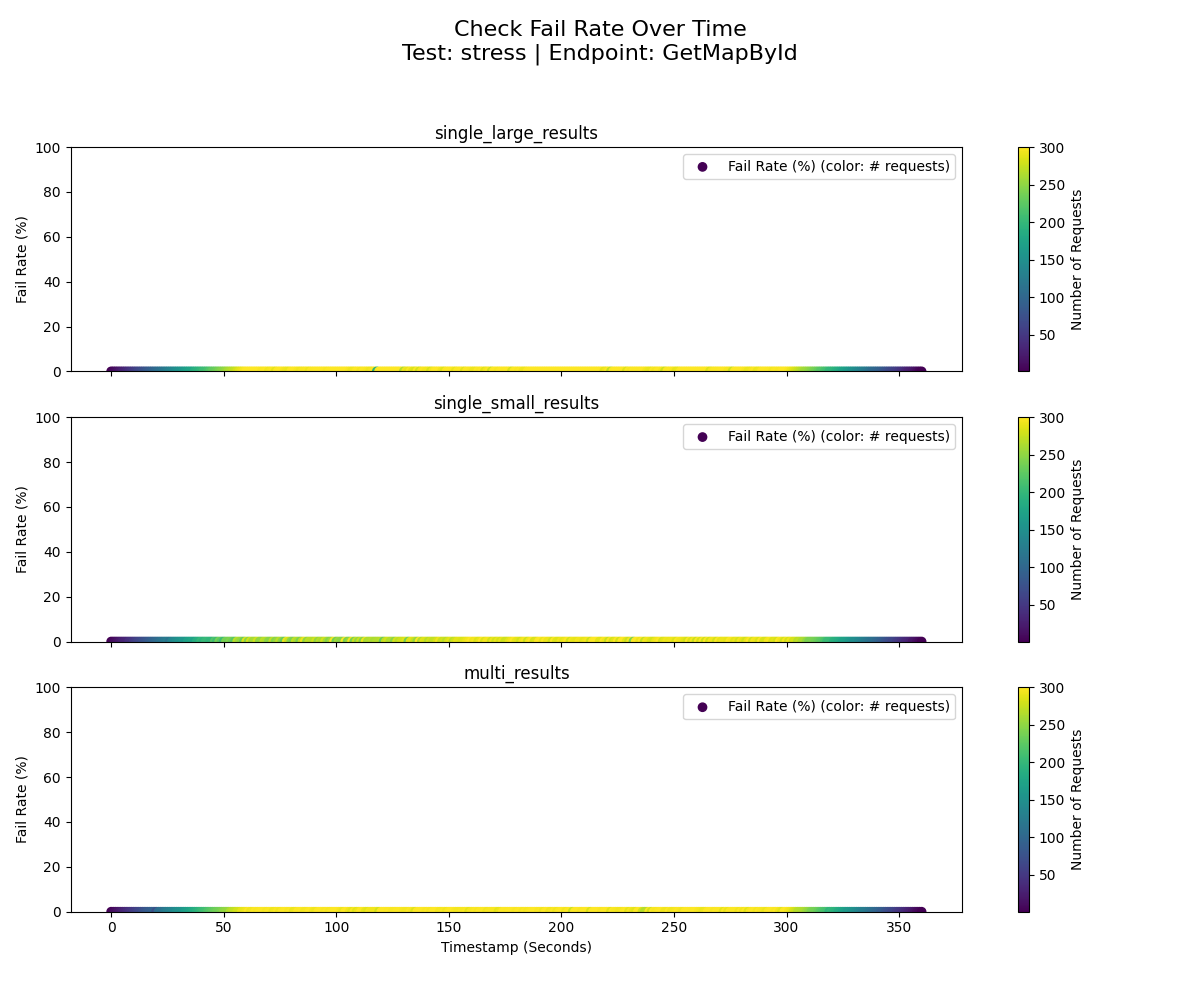 Check Fail Rate Over Time
Test: stress | Endpoint: GetMapById
single_large_results
Fail Rate (%)
100
80
60
40
20
0
Fail Rate (%) (color: # requests)
300
250
200
150
100
50
Number of Requests
single_small_results
Fail Rate (%)
100
80
60
40
20
0
Fail Rate (%) (color: # requests)
300
250
200
150
100
50
Number of Requests
multi_results
Fail Rate (%)
100
80
60
40
20
0
Fail Rate (%) (color: # requests)
0 50 100 150 200 250 300 350
Timestamp (Seconds)
300
250
200
150
100
50
Number of Requests